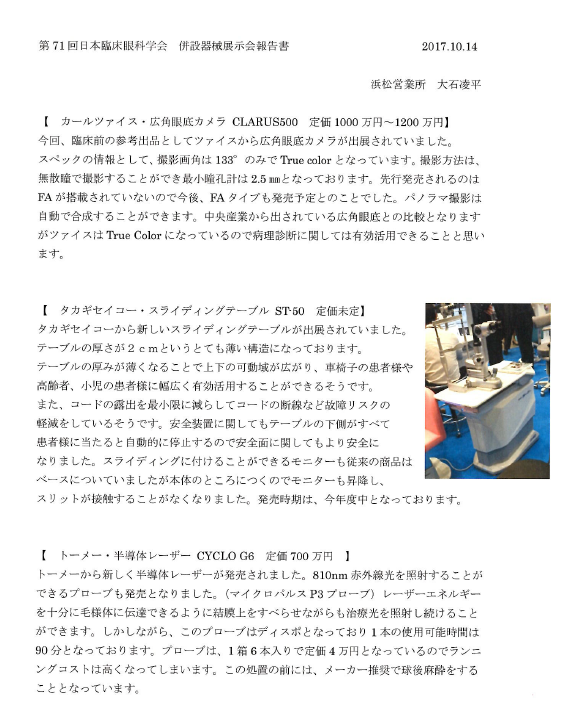 第71回日本臨床眼科学会　併設器械展示会報告書　2017.10.14
浜松営業所　大石凌平
【　カールツァイス・広角眼底カメラ CLARUS500　定価1000万円～1200万円】
今回、臨床前の参考出品としてツァイスから広角眼底カメラが出展されていました。
スペックの情報として、撮影画角は133°のみでTrue colorとなっています。撮影方法は、
無散瞳で撮影することができ最小瞳孔計は2.5㎜となっております。先行発売されるのは
FAが搭載されていないので今後、FAタイプも発売予定とのことでした。パノラマ撮影は
自動で合成することができます。中央産業から出されている広角眼底との比較となります
がツァイスはTrue Colorになっているので病理診断に関しては有効活用できることと思い
ます。
【　タカギセイコー・スライディングテーブル ST-50　定価未定】
タカギセイコーから新しいスライディングテーブルが出展されていました。
テーブルの厚さが２ｃｍというとても薄い構造になっております。
テーブルの厚みが薄くなることで上下の可動域が広がり、車椅子の患者様や
高齢者、小児の患者様に幅広く有効活用することができるそうです。
また、コードの露出を最小限に減らしてコードの断線など故障リスクの
軽減をしているそうです。安全装置に関してもテーブルの下側がすべて
患者様に当たると自動的に停止するので安全面に関してもより安全に
なりました。スライディングに付けることができるモニターも従来の商品は
ベースについていましたが本体のところにつくのでモニターも昇降し、
スリットが接触することがなくなりました。発売時期は、今年度中となっております。
【　トーメー・半導体レーザー CYCLO G6　定価700万円　】
トーメーから新しく半導体レーザーが発売されました。810nm赤外線光を照射することが
できるプローブも発売となりました。（マイクロパルスP3プローブ）レーザーエネルギー
を十分に毛様体に伝達できるように結膜上をすべらせながらも治療光を照射し続けること
ができます。しかしながら、このプローブはディスポとなっており1本の使用可能時間は
90分となっております。プローブは、1箱6本入りで定価4万円となっているのでランニ
ングコストは高くなってしまいます。この処置の前には、メーカー推奨で球後麻酔をする
こととなっています。